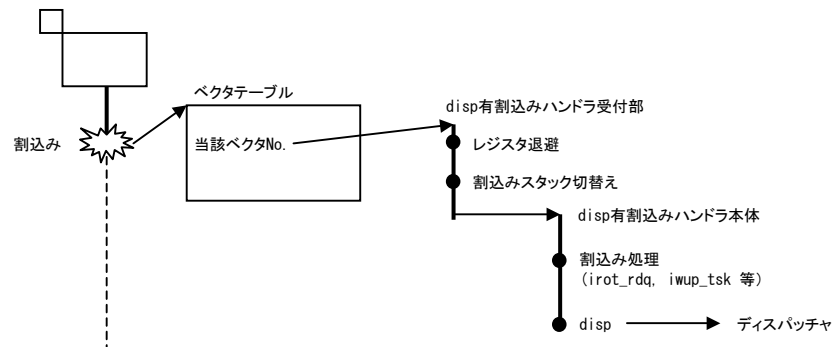 ベクタテーブル
disp有割込みハンドラ受付部
割込み
当該ベクタNo.
レジスタ退避
割込みスタック切替え
disp有割込みハンドラ本体
割込み処理
(irot_rdq, iwup_tsk 等)
disp
ディスパッチャ